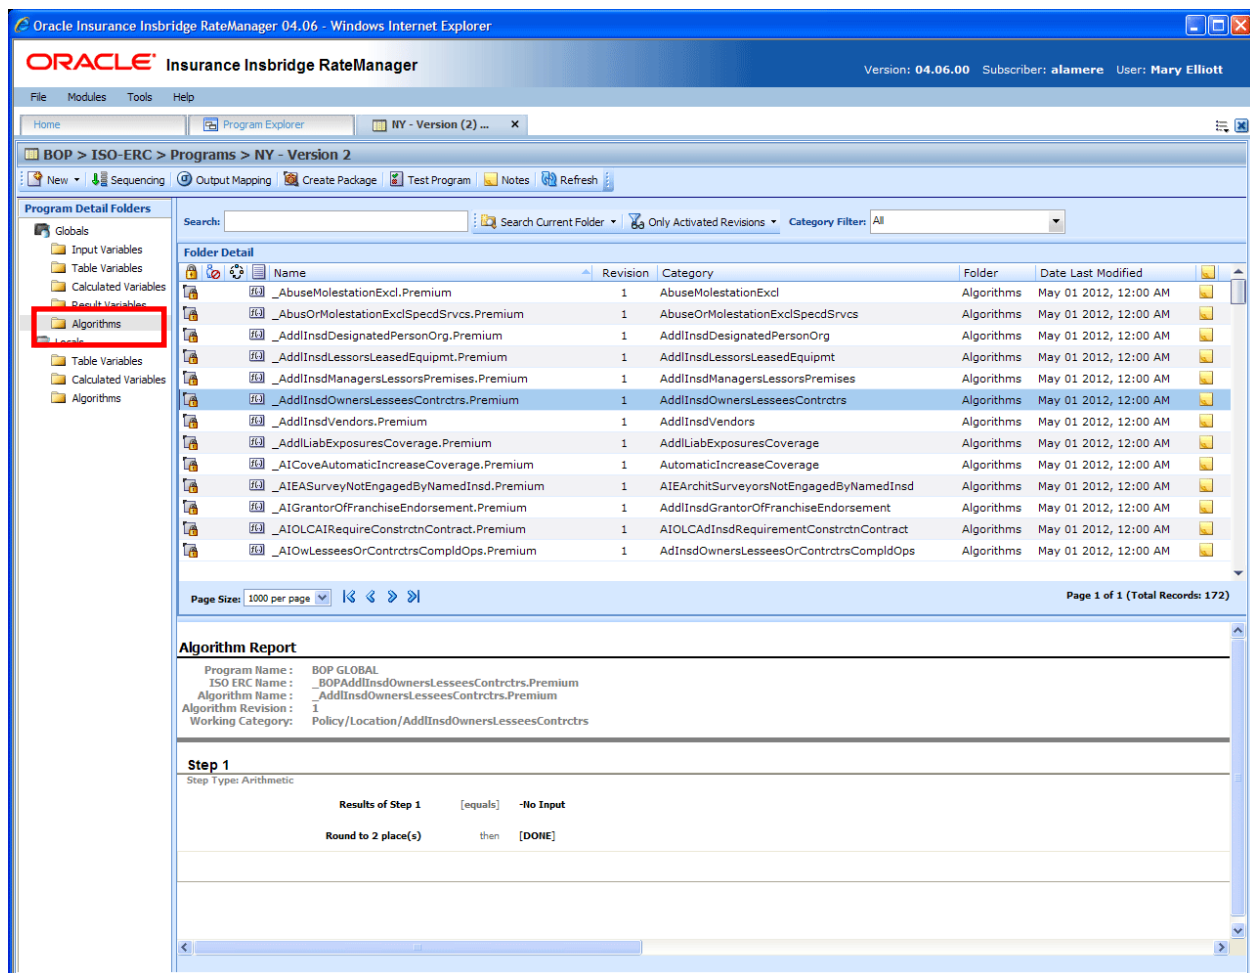 Oracle Insurance Insbridge RateManager 04.06 - Windows Internet Explorer
ORACLE Insurance Insbridge RateManager
Version: 04.06.00 Subscriber: alamere User: Mary Elliott
File Modules Tools Help
Home Program Explorer NY - Version (2) ... x
BOP > ISO-ERC > Programs > NY - Version 2
New Sequencing Output Mapping Create Package Test Program Notes Refresh
Program Detail Folders
Globals
Input Variables
Table Variables
Calculated Variables
Result Variables
Algorithms
Locals
Table Variables
Calculated Variables
Algorithms
Search: Search Current Folder Only Activated Revisions Category Filter: All
Folder Detail
Name Revision Category Folder Date Last Modified
_AbuseMolestationExcl.Premium 1 AbuseMolestationExcl Algorithms May 01 2012, 12:00 AM
_AbusOrMolestationExclSpecdSrvcs.Premium 1 AbuseOrMolestationExclSpecdSrvcs Algorithms May 01 2012, 12:00 AM
_AddlInsdDesignatedPersonOrg.Premium 1 AddlInsdDesignatedPersonOrg Algorithms May 01 2012, 12:00 AM
_AddlInsdLessorsLeasedEquipmt.Premium 1 AddlInsdLessorsLeasedEquipmt Algorithms May 01 2012, 12:00 AM
_AddlInsdManagersLessorsPremises.Premium 1 AddlInsdManagersLessorsPremises Algorithms May 01 2012, 12:00 AM
_AddlInsdOwnersLesseesContrctrs.Premium 1 AddlInsdOwnersLesseesContrctrs Algorithms May 01 2012, 12:00 AM
_AddlInsdVendors.Premium 1 AddlInsdVendors Algorithms May 01 2012, 12:00 AM
_AddlLiabExposuresCoverage.Premium 1 AddlLiabExposuresCoverage Algorithms May 01 2012, 12:00 AM
_AICoveAutomaticIncreaseCoverage.Premium 1 AutomaticIncreaseCoverage Algorithms May 01 2012, 12:00 AM
_AIEASurveyNotEngagedByNamedInsd.Premium 1 AIEArchitSurveyorsNotEngagedByNamedInsd Algorithms May 01 2012, 12:00 AM
_AIGrantorOfFranchiseEndorsement.Premium 1 AddlInsdGrantorOfFranchiseEndorsement Algorithms May 01 2012, 12:00 AM
_AIOLCAIRequireConstrctnContract.Premium 1 AIOLCAdInsdRequirementConstrctnContract Algorithms May 01 2012, 12:00 AM
_AIOwLesseesOrContrctrsCompldOps.Premium 1 AdInsdOwnersLesseesOrContrctrsCompldOps Algorithms May 01 2012, 12:00 AM
Page Size: 1000 per page Page 1 of 1 (Total Records: 172)
Algorithm Report
Program Name : BOP GLOBAL
ISO ERC Name : _BOPAddlInsdOwnersLesseesContrctrs.Premium
Algorithm Name : _AddlInsdOwnersLesseesContrctrs.Premium
Algorithm Revision : 1
Working Category: Policy/Location/AddlInsdOwnersLesseesContrctrs
Step 1
Step Type: Arithmetic
Results of Step 1 [equals] -No Input
Round to 2 place(s) then [DONE]